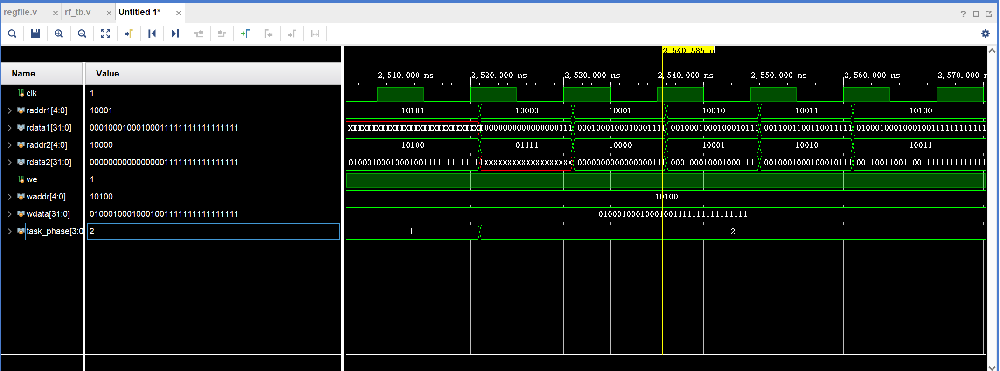 regfile.v × rf_tb.v × Untitled 1* ×
2,540.585 n
Name Value
2,510.000 ns 2,520.000 ns 2,530.000 ns 2,540.000 ns 2,550.000 ns 2,560.000 ns 2,570.000
clk 1
raddr1[4:0] 10001 10101 10000 10001 10010 10011 10100
rdata1[31:0] 00010001000100011111111111111111 XXXXXXXXXXXXXXXXXXXXXXXXXXXXX 0000000000000000111 0001000100010001111 0010001000100010111 0011001100110011111 0100010001000100111111111111
raddr2[4:0] 10000 10100 01111 10000 10001 10010 10011
rdata2[31:0] 00000000000000001111111111111111 01000100010001001111111111111 XXXXXXXXXXXXXXXXXXX 0000000000000000111 0001000100010001111 0010001000100010111 0011001100110011111111111111
we 1
waddr[4:0] 10100 10100
wdata[31:0] 01000100010001001111111111111111 01000100010001001111111111111111
task_phase[3:0 2 1 2